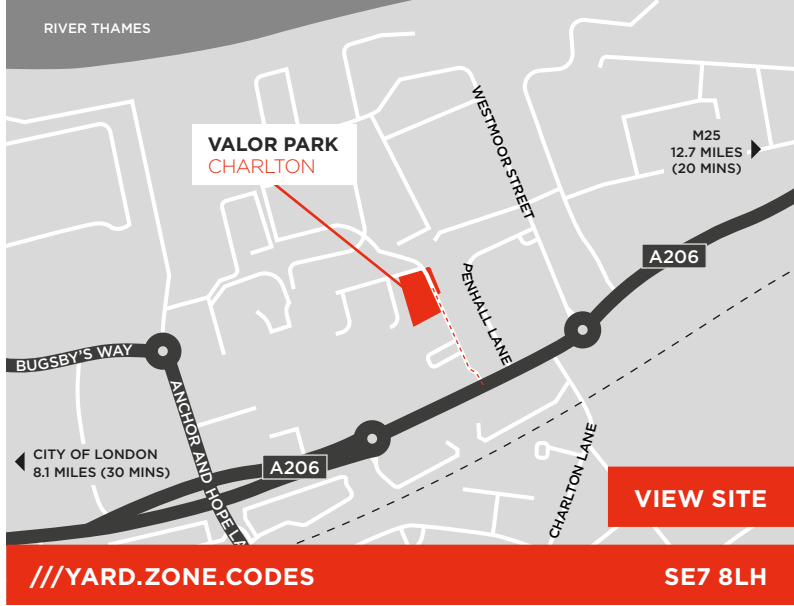 RIVER THAMES
WESTMOOR STREET
VALOR PARK
CHARLTON
M25
12.7 MILES
(20 MINS)
A206
PENHALL LANE
BUGSBY'S WAY
ANCHOR AND HOPE LA
CITY OF LONDON
8.1 MILES (30 MINS)
A206
CHARLTON LANE
VIEW SITE
///YARD.ZONE.CODES
SE7 8LH